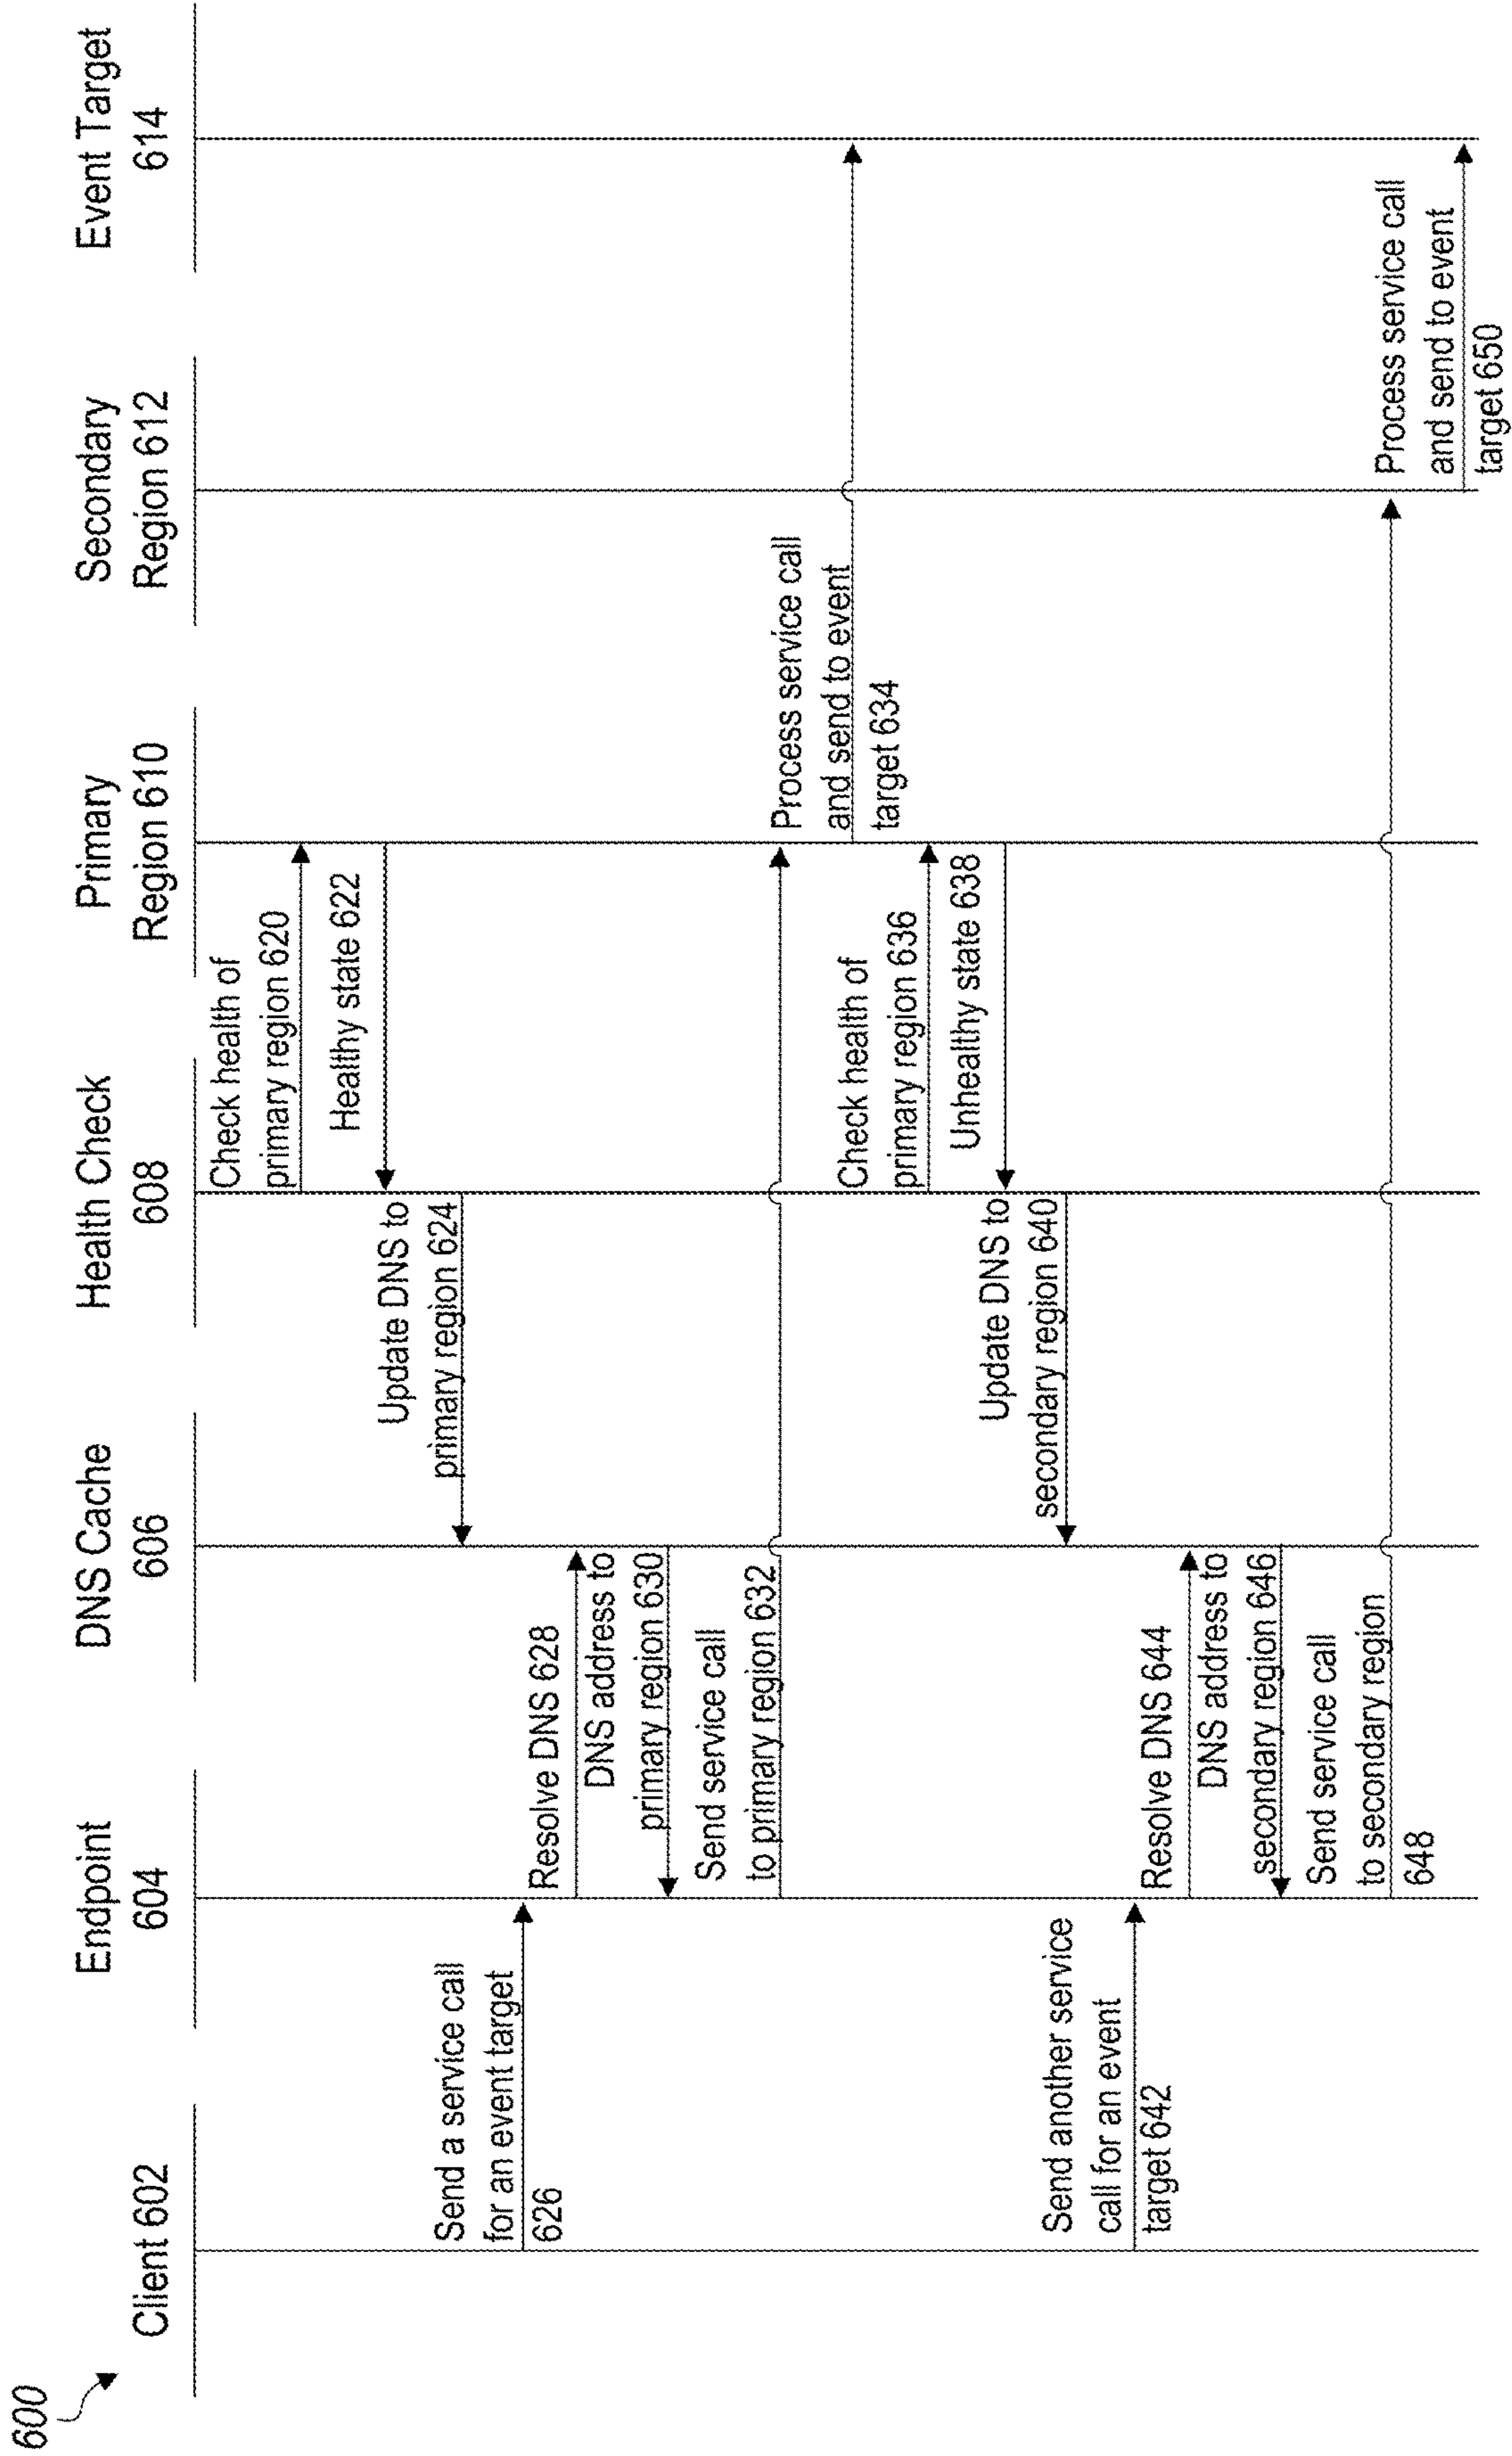 600
Client 602
Endpoint
604
DNS Cache
606
Health Check
608
Primary
Region 610
Secondary
Region 612
Event Target
614
Check health of
primary region 620
Healthy state 622
Update DNS to
primary region 624
Send a service call
for an event target
626
Resolve DNS 628
DNS address to
primary region 630
Send service call
to primary region 632
Process service call
and send to event
target 634
Check health of
primary region 636
Unhealthy state 638
Update DNS to
secondary region 640
Send another service
call for an event
target 642
Resolve DNS 644
DNS address to
secondary region 646
Send service call
to secondary region
648
Process service call
and send to event
target 650